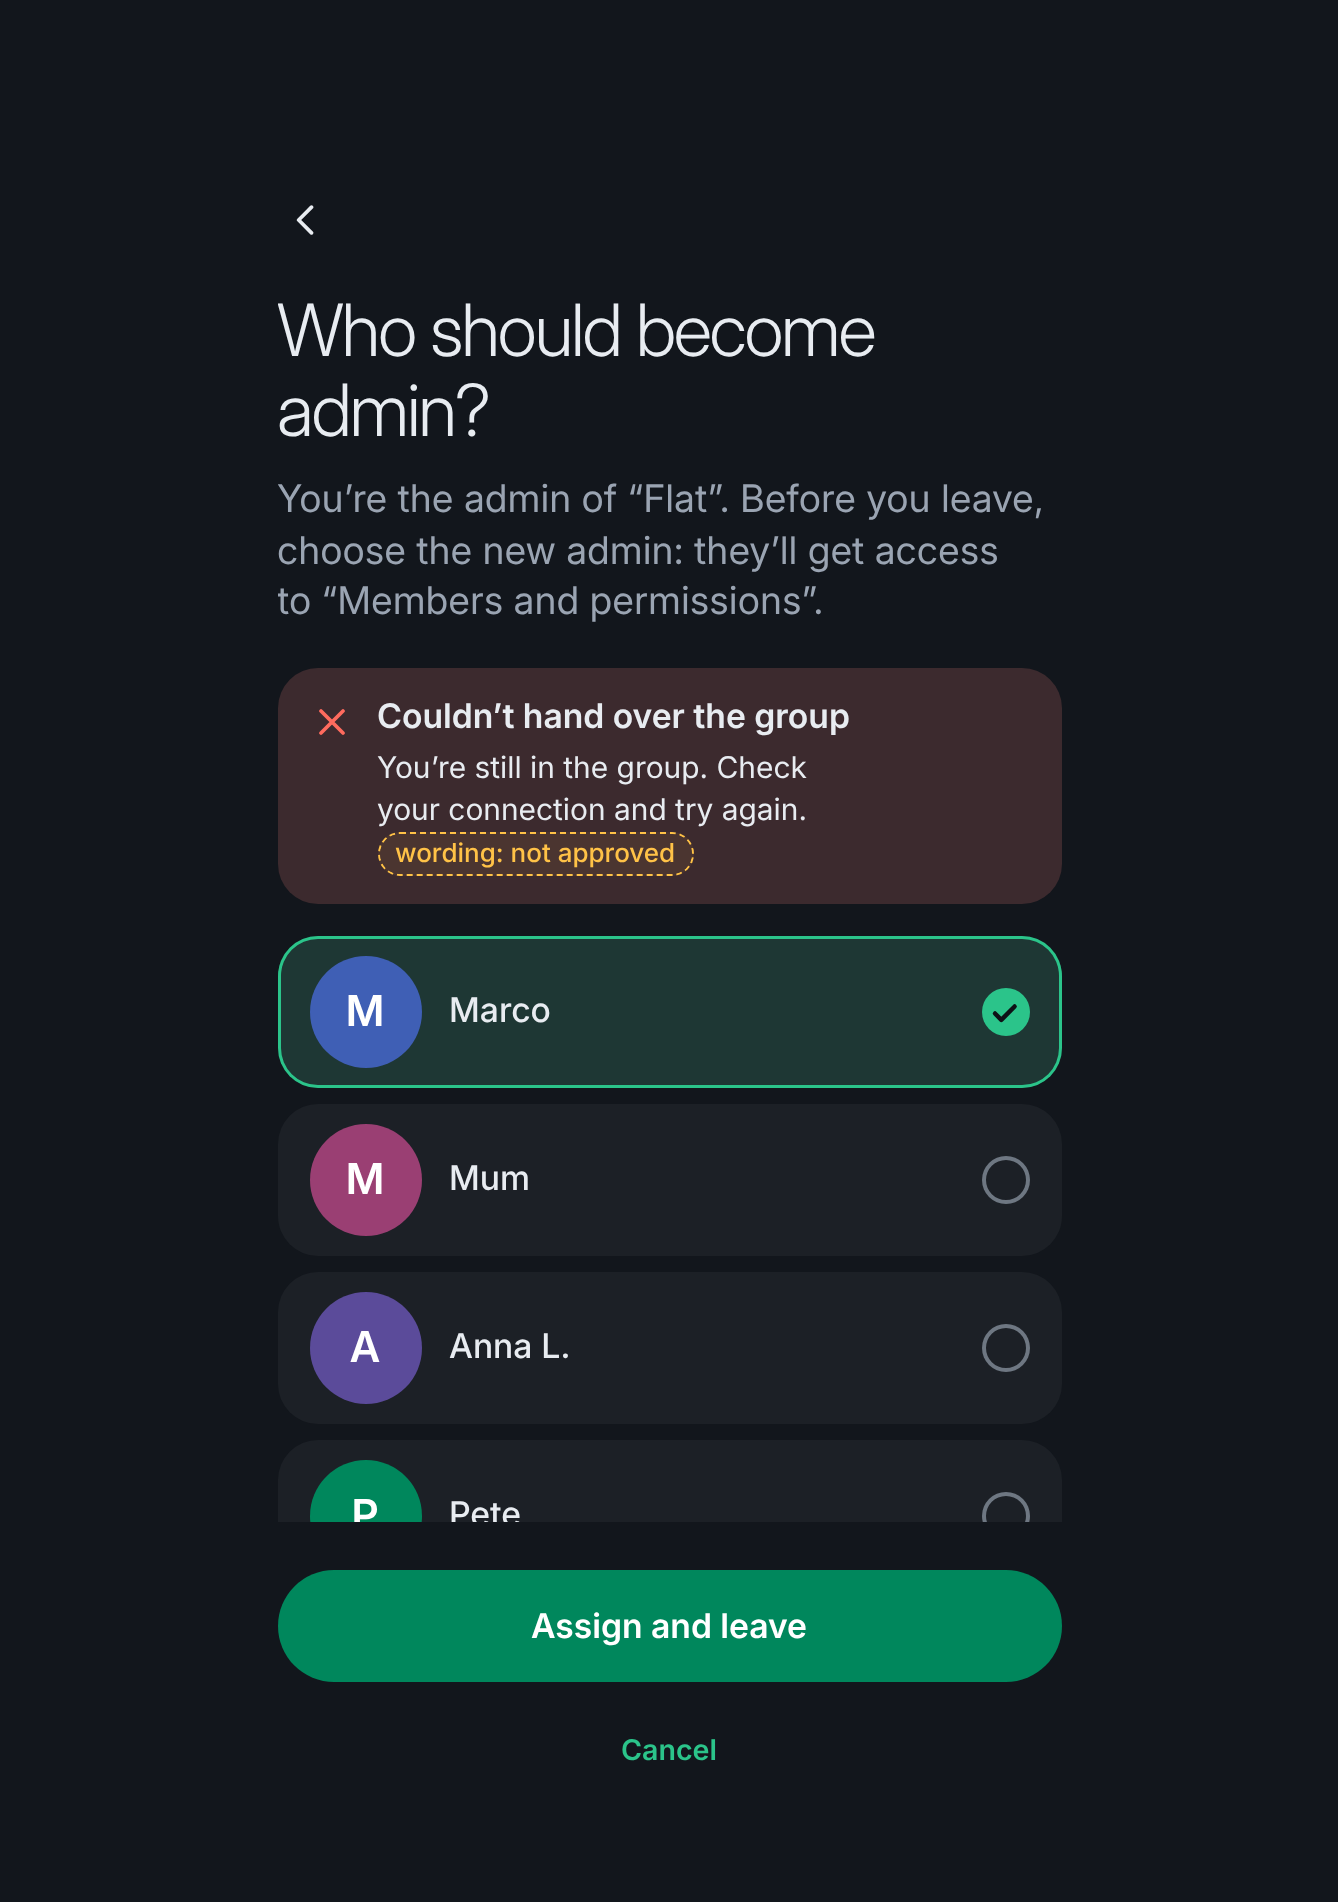 Who should become
admin?
You’re the admin of “Flat”. Before you leave,
choose the new admin: they’ll get access
to “Members and permissions”.
Couldn’t hand over the group
You’re still in the group. Check
your connection and try again.
wording: not approved
M
Marco
M
Mum
A
Anna L.
P
Pete
Assign and leave
Cancel